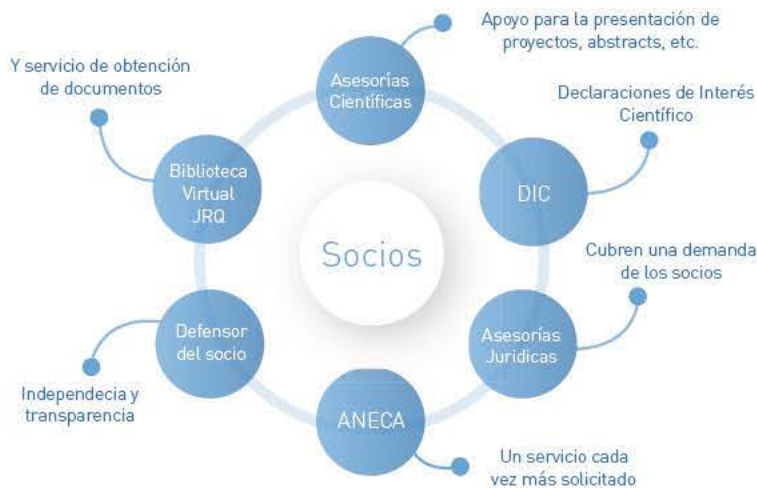 Apoyo para la presentación de
proyectos, abstracts, etc.
Asesorías
Científicas
Y servicio de obtención
de documentos
Declaraciones de Interés
Científico
Biblioteca
Virtual
JRQ
DIC
Socios
Cubren una demanda
de los socios
Defensor
del socio
Asesorías
Juridicas
Independecia y
transparencia
ANECA
Un servicio cada
vez más solicitado